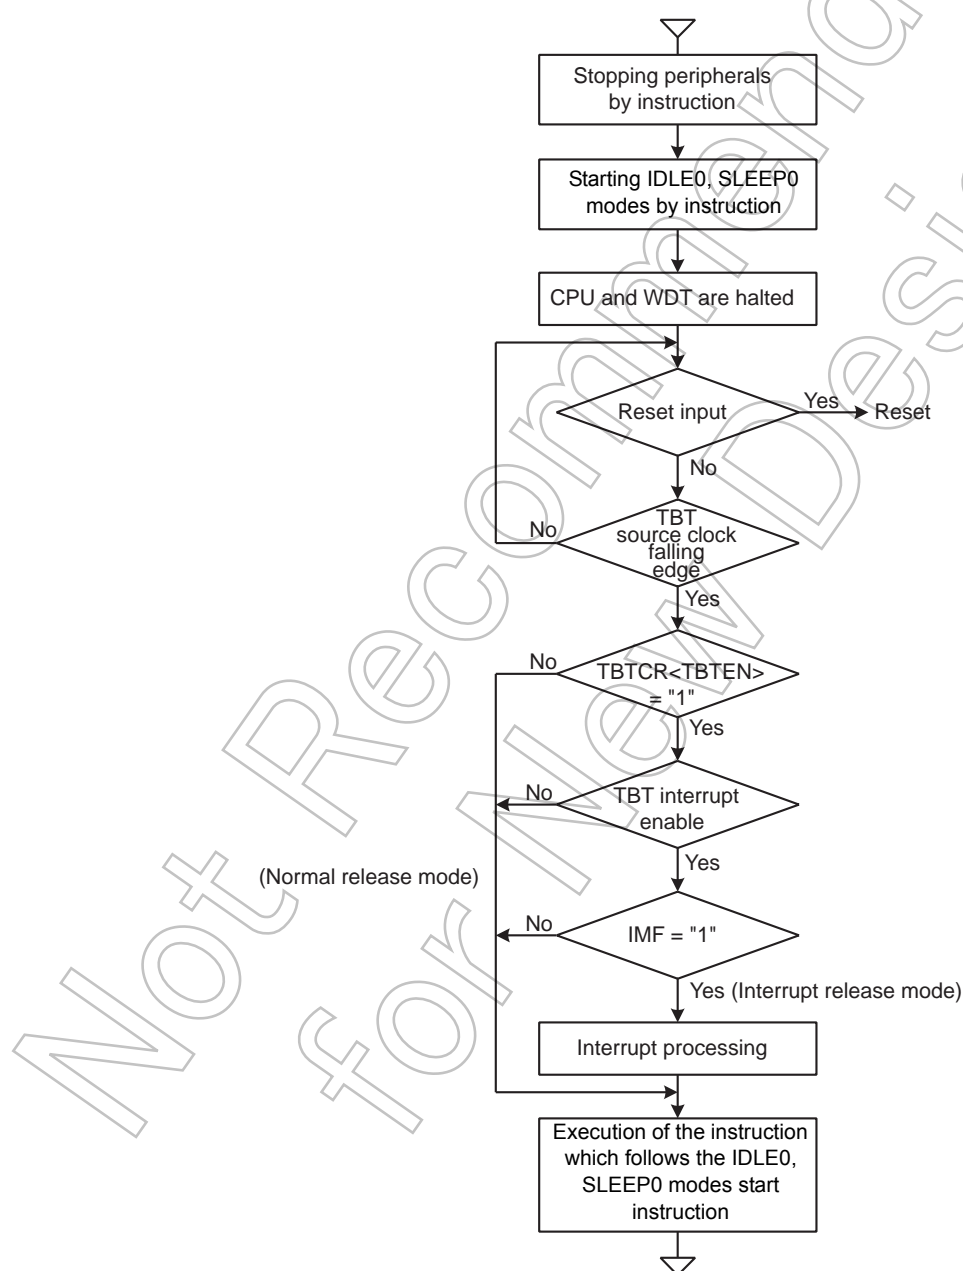 Stopping peripherals
by instruction
Starting IDLE0, SLEEP0
modes by instruction
CPU and WDT are halted
Reset input
Yes
Reset
No
No
TBT
source clock
falling
edge
Yes
No
TBTCR<TBTEN>
= "1"
Yes
No
TBT interrupt
enable
Yes
(Normal release mode)
No
IMF = "1"
Yes (Interrupt release mode)
Interrupt processing
Execution of the instruction
which follows the IDLE0,
SLEEP0 modes start
instruction
Not Recommend
for New Desi